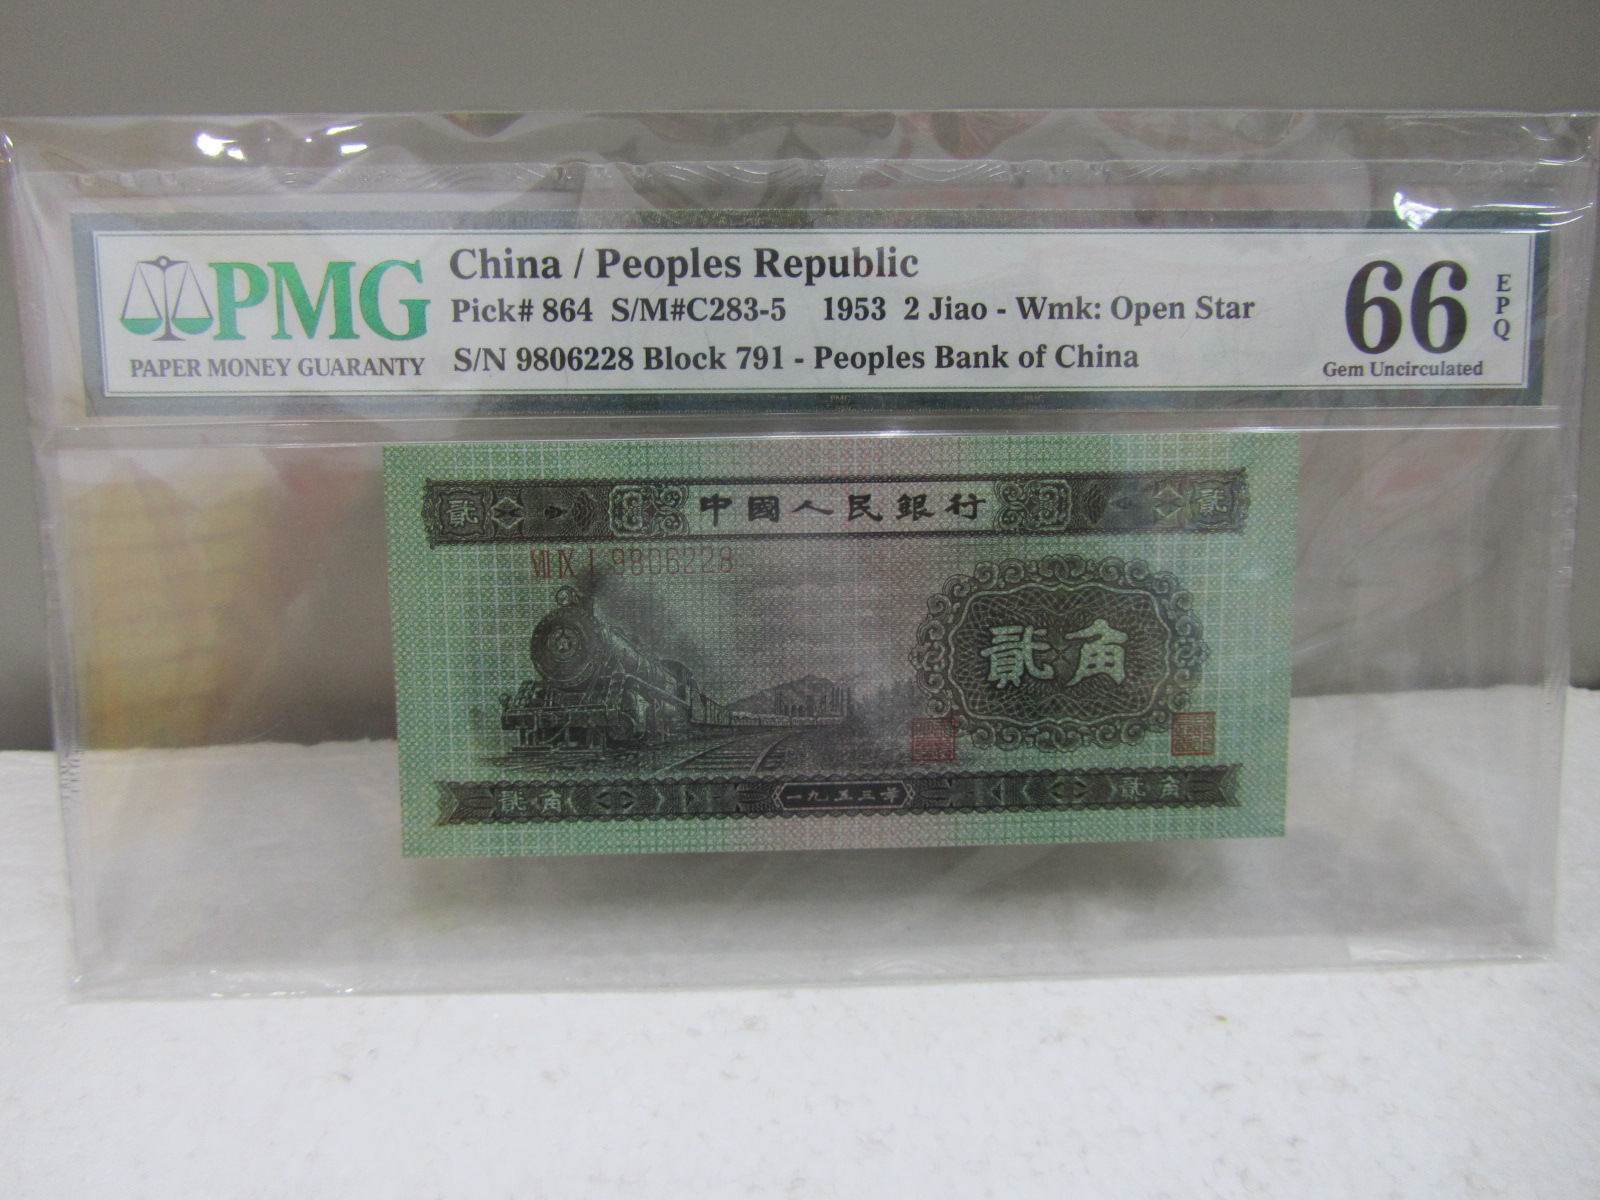 PMG
PAPER MONEY GUARANTY
China / Peoples Republic
Pick# 864 S/M#C283-5 1953 2 Jiao - Wmk: Open Star
S/N 9806228 Block 791 - Peoples Bank of China
66
EPQ
Gem Uncirculated
貳 中國人民銀行 貳
VII IX I 9806228
貳角
貳角 一九五三年 貳角